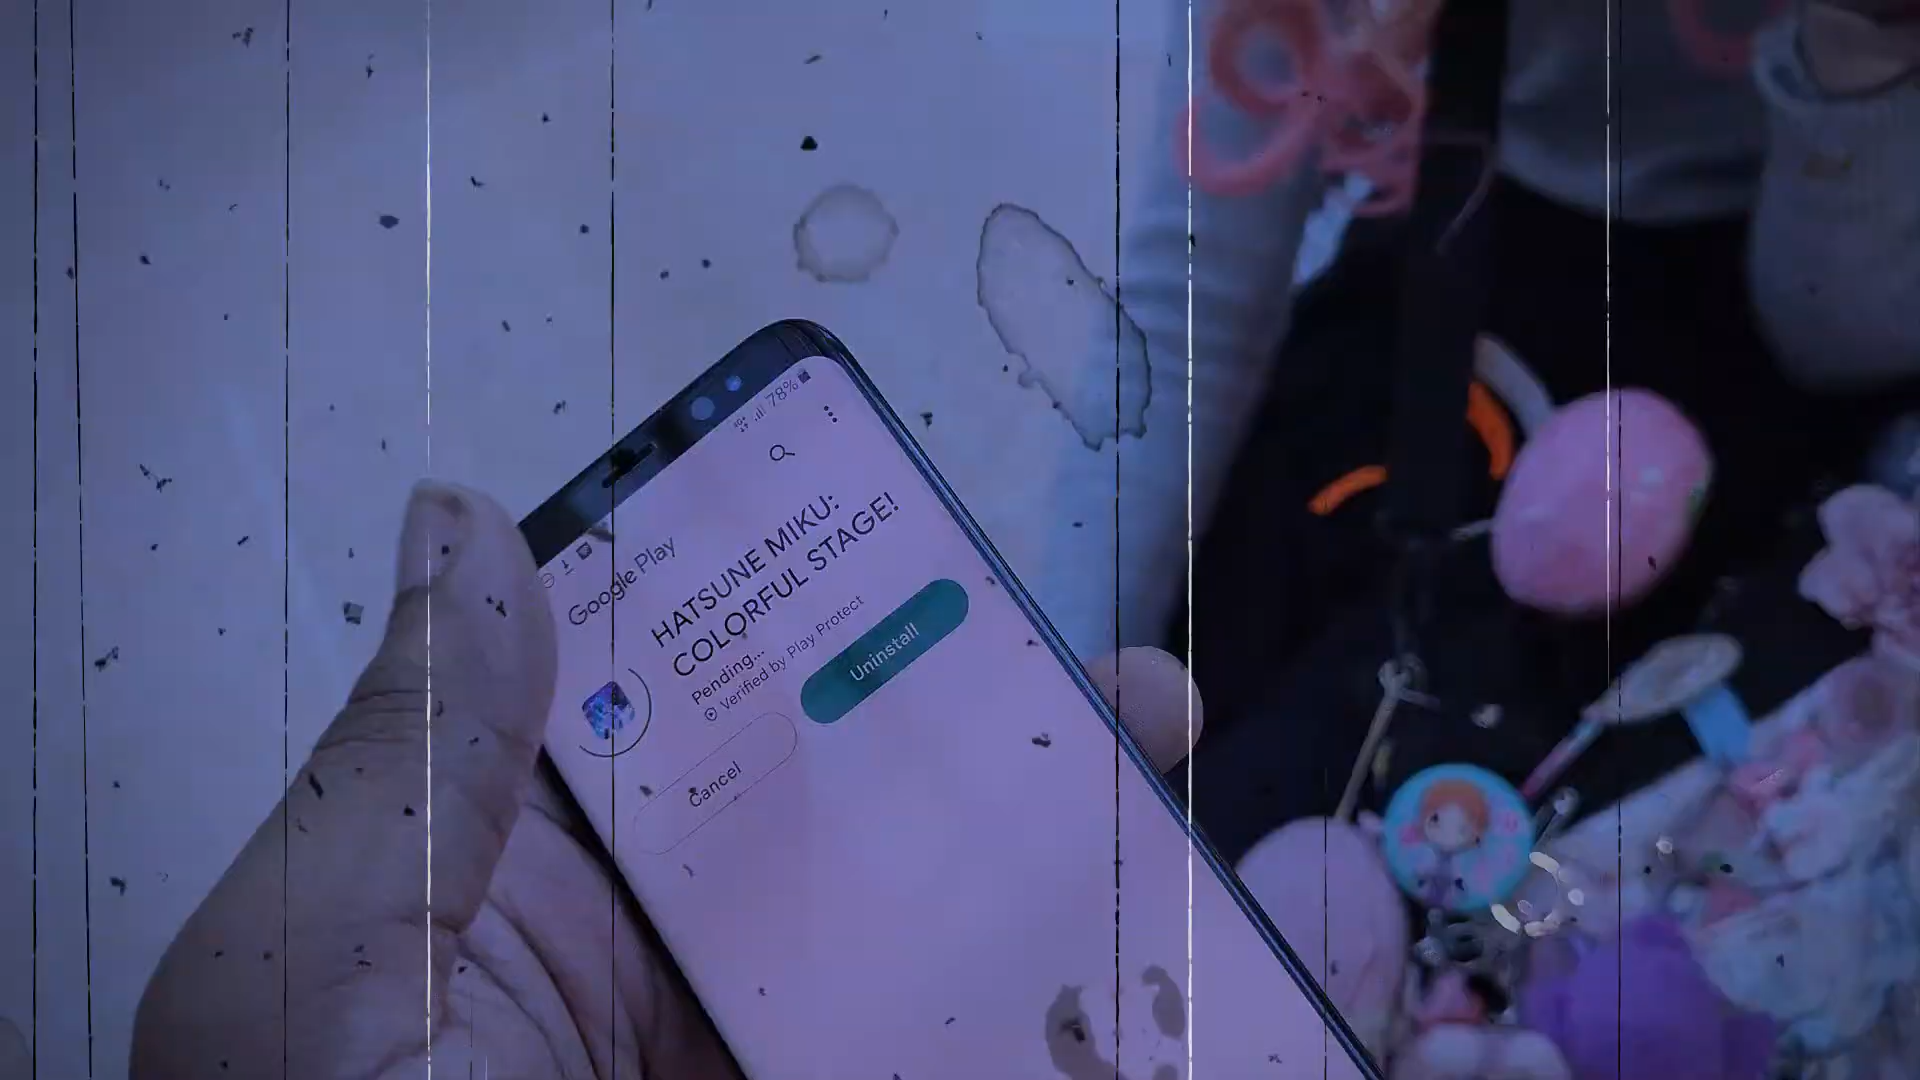 78%
Google Play
HATSUNE MIKU:
COLORFUL STAGE!
Pending...
Verified by Play Protect
Uninstall
Cancel